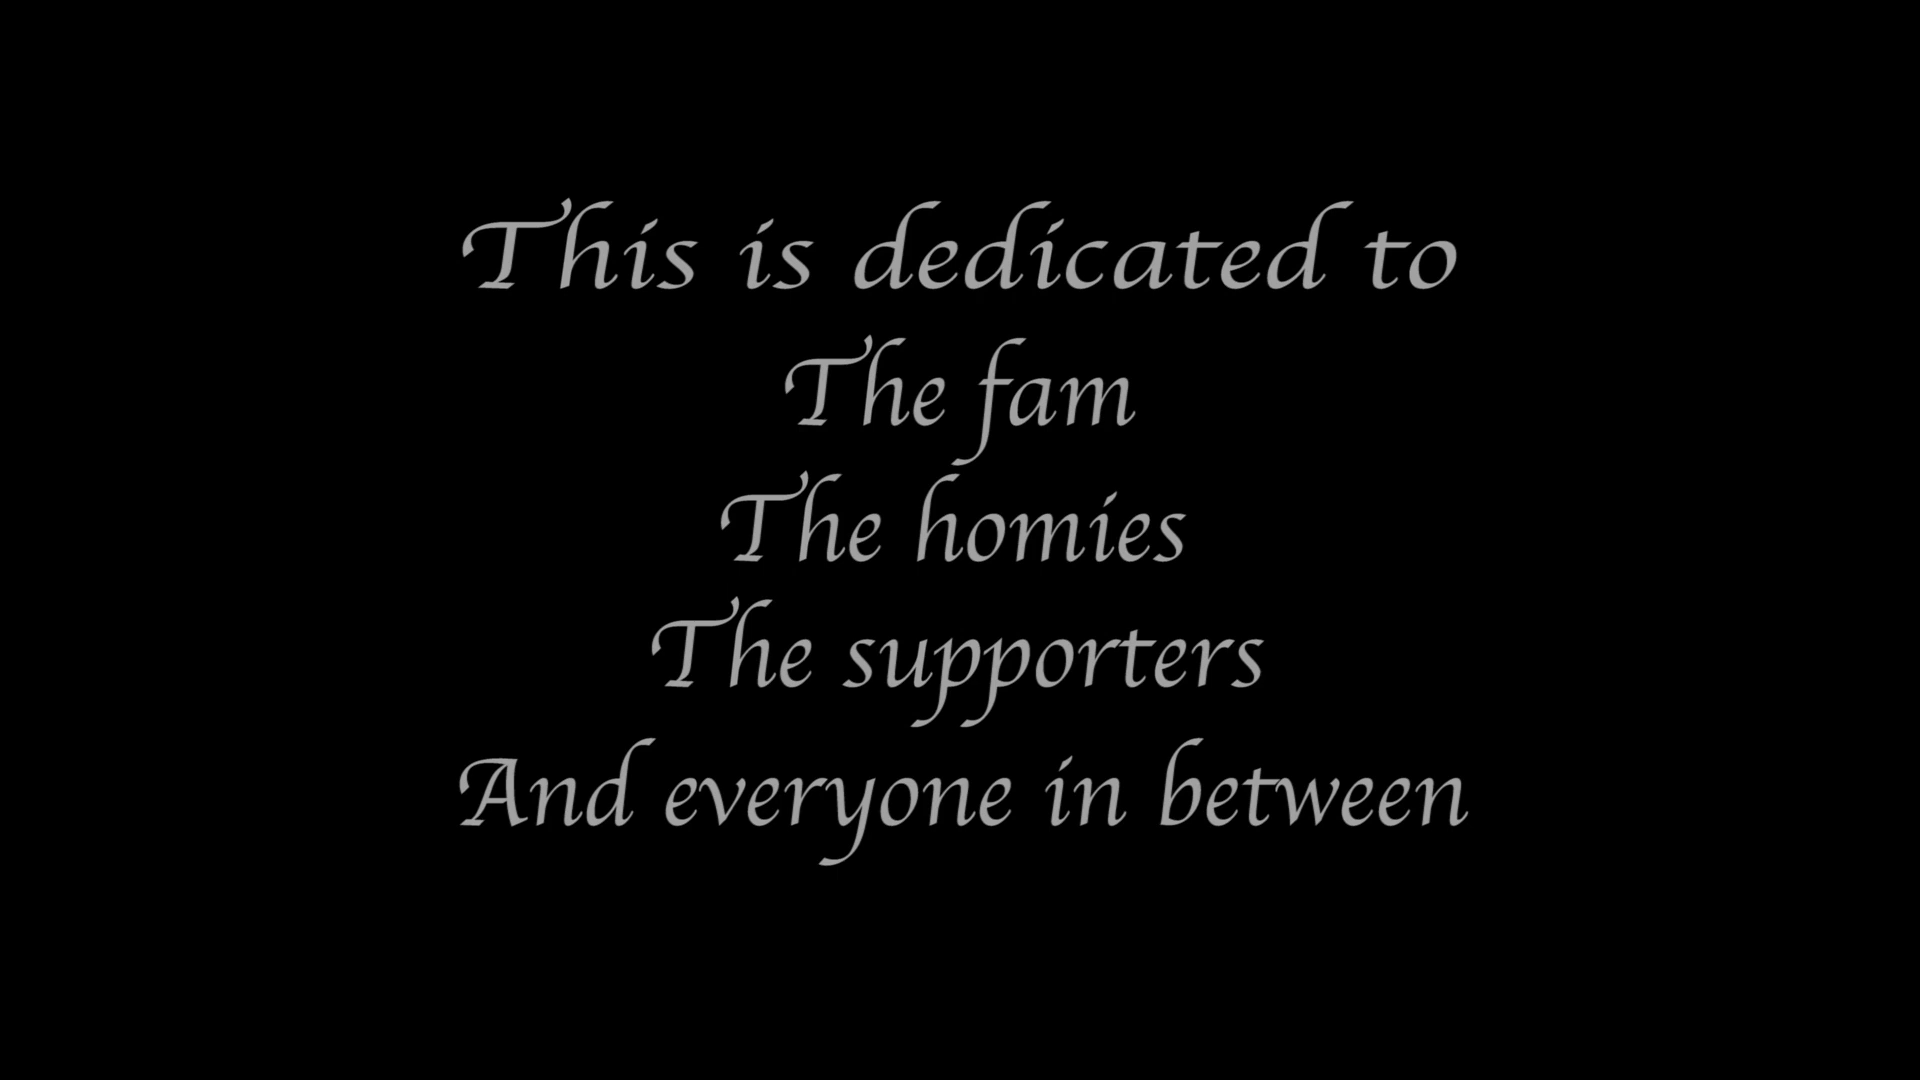 This is dedicated to
The fam
The homies
The supporters
And everyone in between